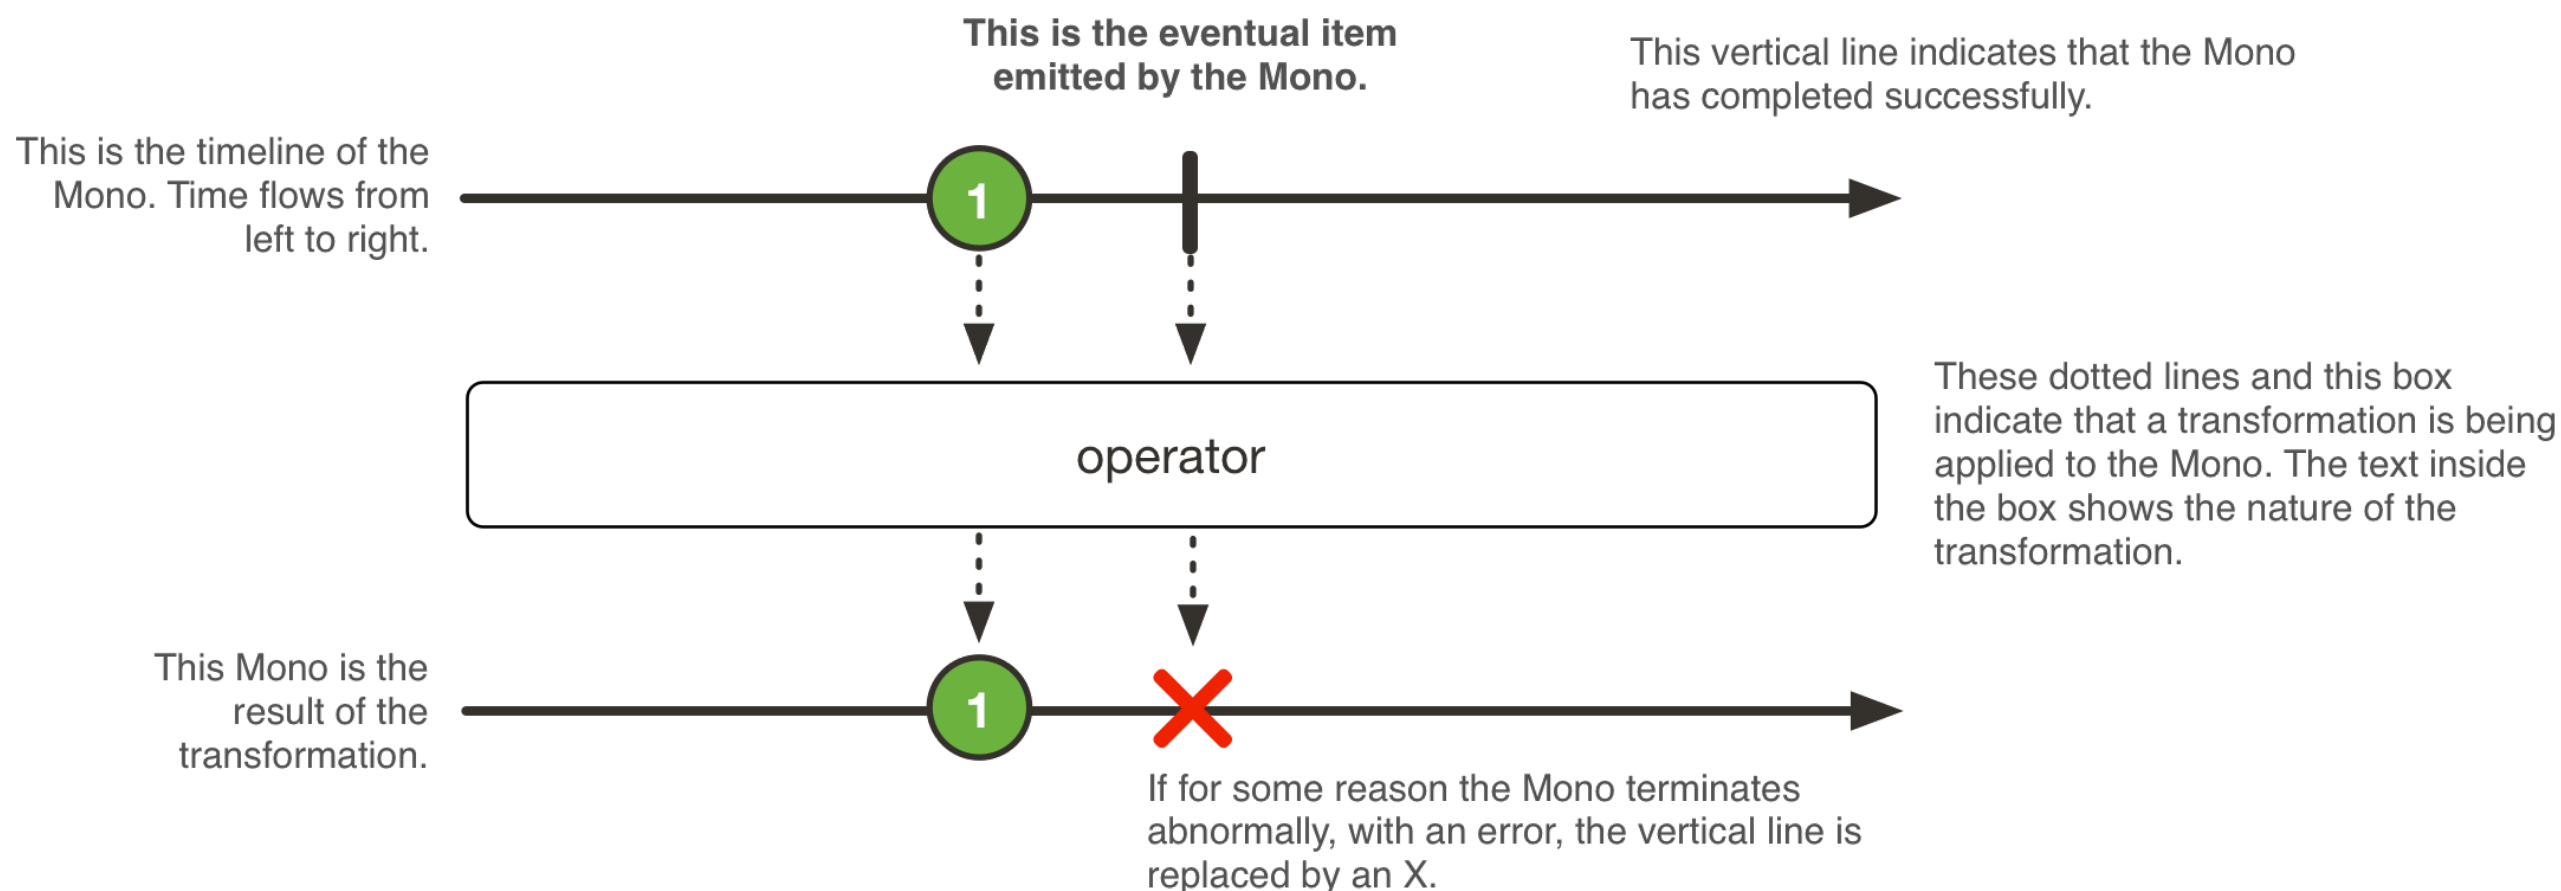 This is the eventual item
emitted by the Mono.
This vertical line indicates that the Mono
has completed successfully.
This is the timeline of the
Mono. Time flows from
left to right.
1
operator
These dotted lines and this box
indicate that a transformation is being
applied to the Mono. The text inside
the box shows the nature of the
transformation.
This Mono is the
result of the
transformation.
1
If for some reason the Mono terminates
abnormally, with an error, the vertical line is
replaced by an X.